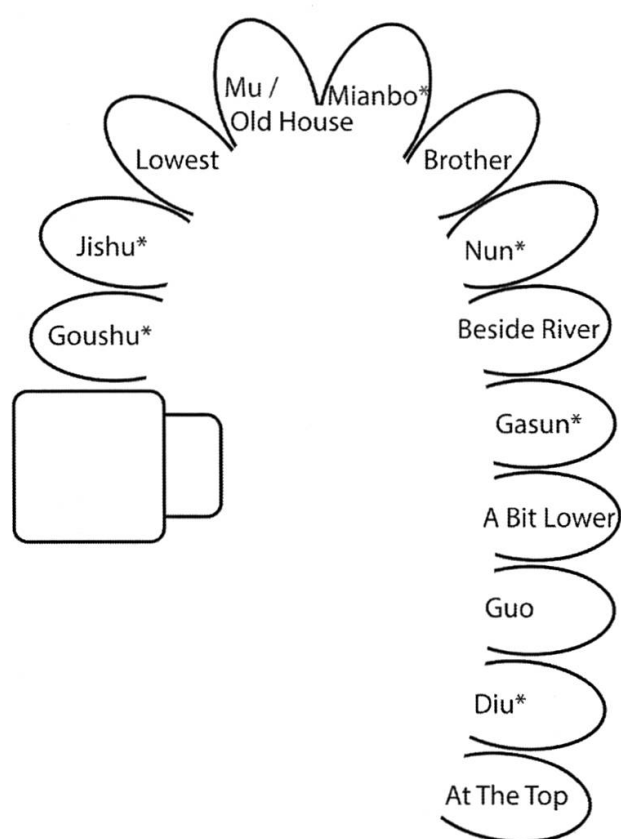 Mu /
Old House
Mianbo*
Lowest
Brother
Jishu*
Nun*
Goushu*
Beside River
Gasun*
A Bit Lower
Guo
Diu*
At The Top